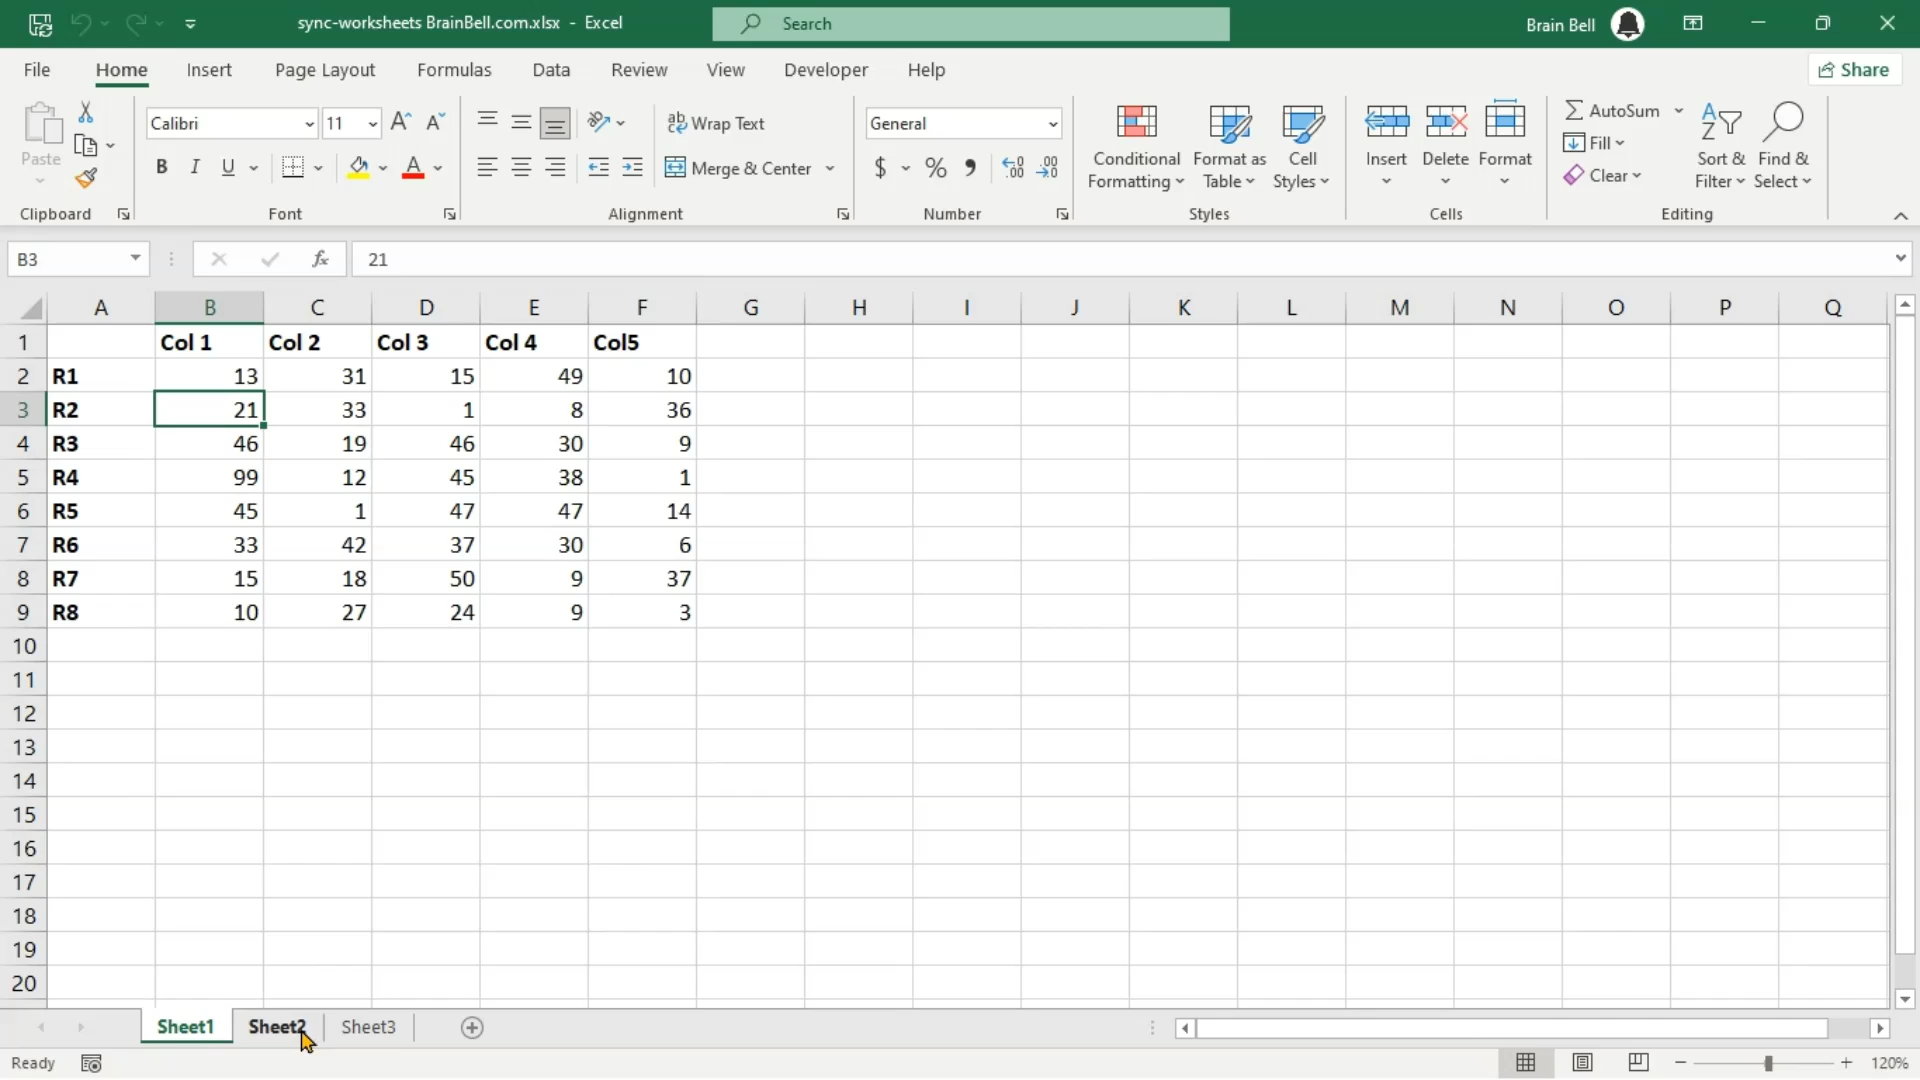 sync-worksheets BrainBell.com.xlsx - Excel
Search
Brain Bell
File Home Insert Page Layout Formulas Data Review View Developer Help
Share
Paste
Calibri 11
B I U A
ab Wrap Text
Merge & Center
General
$ % 9
Conditional Formatting
Format as Table
Cell Styles
Insert
Delete
Format
AutoSum
Fill
Clear
Sort & Filter
Find & Select
Clipboard Font Alignment Number Styles Cells Editing
B3 fx 21
A B C D E F G H I J K L M N O P Q
1 Col 1 Col 2 Col 3 Col 4 Col5
2 R1 13 31 15 49 10
3 R2 21 33 1 8 36
4 R3 46 19 46 30 9
5 R4 99 12 45 38 1
6 R5 45 1 47 47 14
7 R6 33 42 37 30 6
8 R7 15 18 50 9 37
9 R8 10 27 24 9 3
10
11
12
13
14
15
16
17
18
19
20
Sheet1 Sheet2 Sheet3
Ready
120%